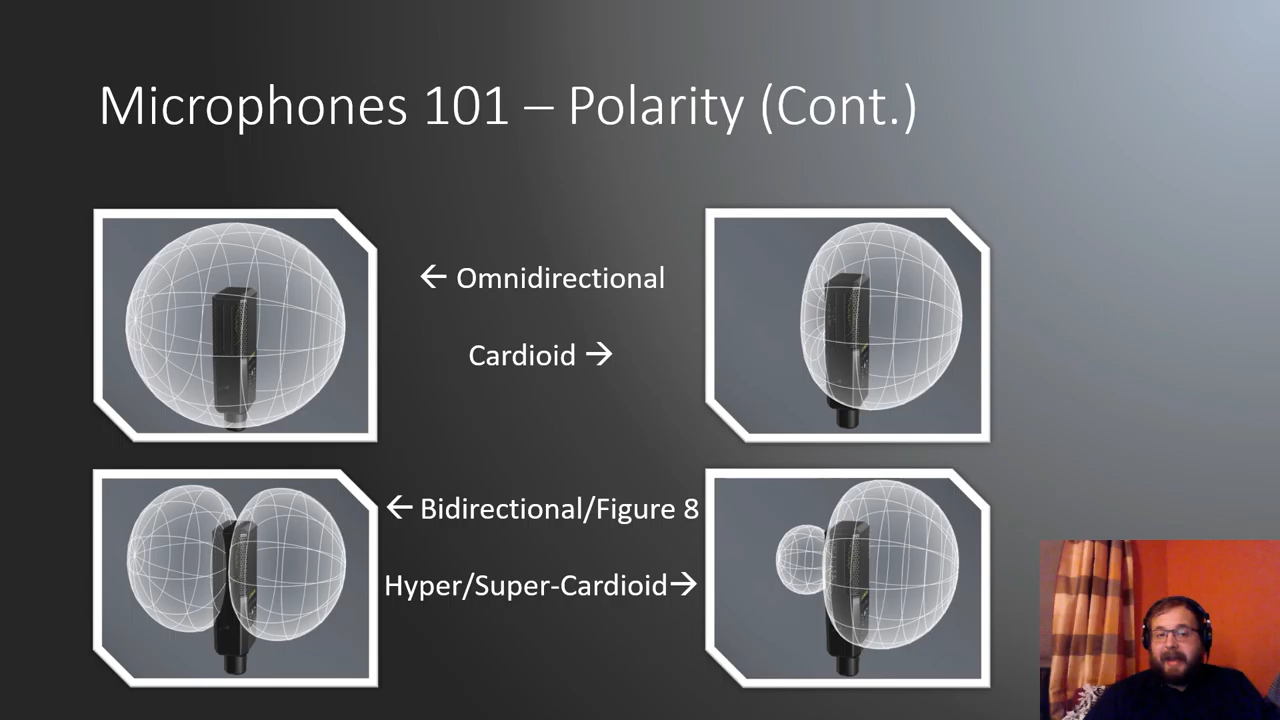 Microphones 101 – Polarity (Cont.)
← Omnidirectional
Cardioid →
← Bidirectional/Figure 8
Hyper/Super-Cardioid→